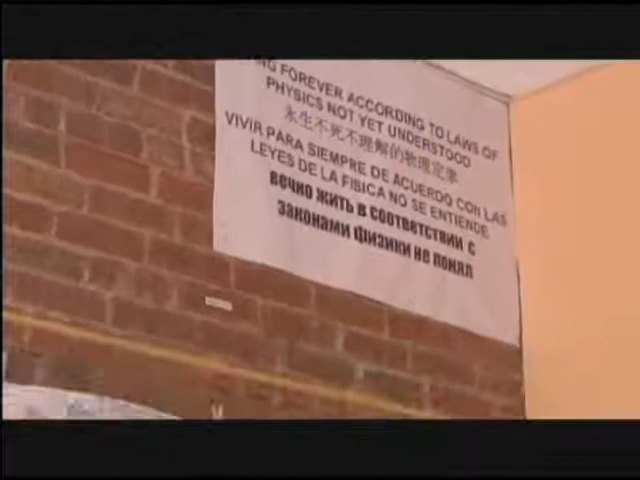 NG FOREVER ACCORDING TO LAWS OF
PHYSICS NOT YET UNDERSTOOD
永生不死不理解的物理定律
VIVIR PARA SIEMPRE DE ACUERDO CON LAS
LEYES DE LA FISICA NO SE ENTIENDE
вечно жить в соответствии с
законами физики не понял